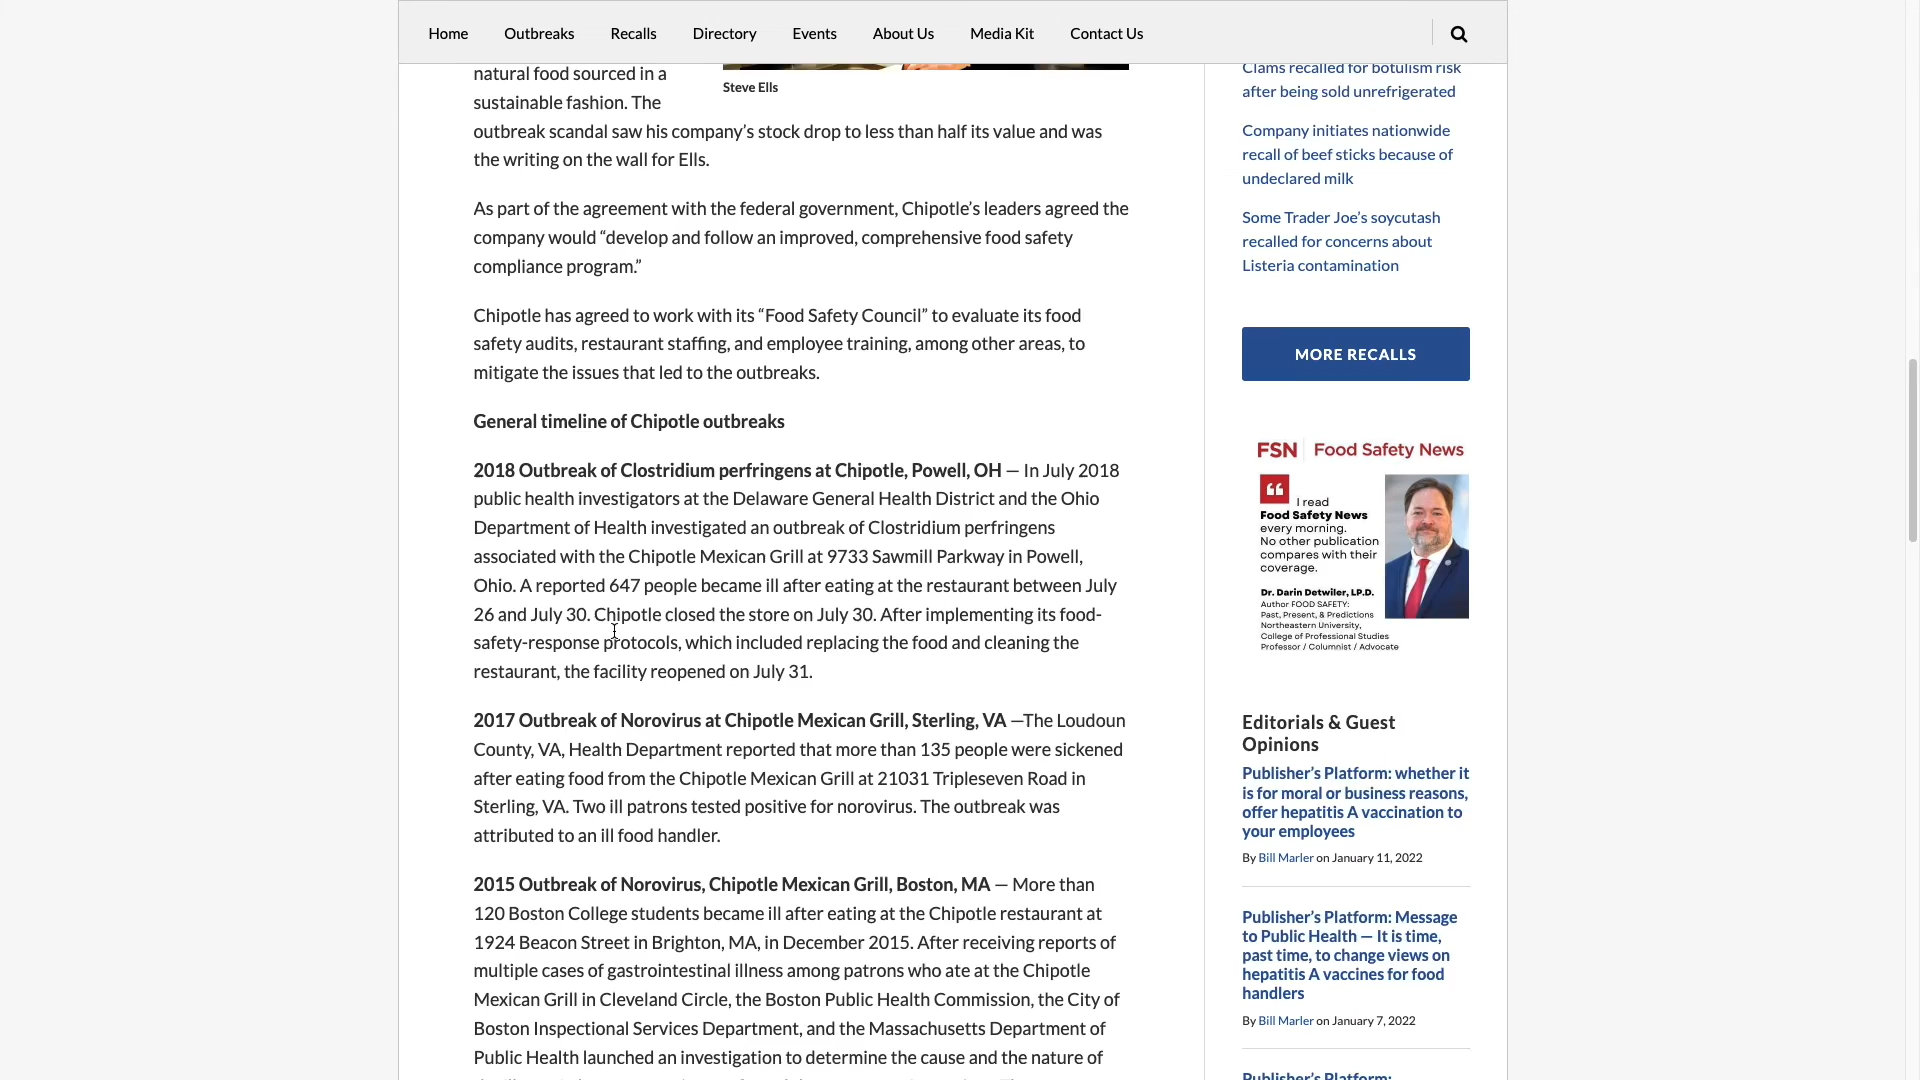 Home Outbreaks Recalls Directory Events About Us Media Kit Contact Us
natural food sourced in a
sustainable fashion. The
outbreak scandal saw his company’s stock drop to less than half its value and was
the writing on the wall for Ells.
Steve Ells
As part of the agreement with the federal government, Chipotle’s leaders agreed the
company would “develop and follow an improved, comprehensive food safety
compliance program.”
Chipotle has agreed to work with its “Food Safety Council” to evaluate its food
safety audits, restaurant staffing, and employee training, among other areas, to
mitigate the issues that led to the outbreaks.
General timeline of Chipotle outbreaks
2018 Outbreak of Clostridium perfringens at Chipotle, Powell, OH — In July 2018
public health investigators at the Delaware General Health District and the Ohio
Department of Health investigated an outbreak of Clostridium perfringens
associated with the Chipotle Mexican Grill at 9733 Sawmill Parkway in Powell,
Ohio. A reported 647 people became ill after eating at the restaurant between July
26 and July 30. Chipotle closed the store on July 30. After implementing its food-
safety-response protocols, which included replacing the food and cleaning the
restaurant, the facility reopened on July 31.
2017 Outbreak of Norovirus at Chipotle Mexican Grill, Sterling, VA —The Loudoun
County, VA, Health Department reported that more than 135 people were sickened
after eating food from the Chipotle Mexican Grill at 21031 Tripleseven Road in
Sterling, VA. Two ill patrons tested positive for norovirus. The outbreak was
attributed to an ill food handler.
2015 Outbreak of Norovirus, Chipotle Mexican Grill, Boston, MA — More than
120 Boston College students became ill after eating at the Chipotle restaurant at
1924 Beacon Street in Brighton, MA, in December 2015. After receiving reports of
multiple cases of gastrointestinal illness among patrons who ate at the Chipotle
Mexican Grill in Cleveland Circle, the Boston Public Health Commission, the City of
Boston Inspectional Services Department, and the Massachusetts Department of
Public Health launched an investigation to determine the cause and the nature of
Clams recalled for botulism risk
after being sold unrefrigerated
Company initiates nationwide
recall of beef sticks because of
undeclared milk
Some Trader Joe’s soycutash
recalled for concerns about
Listeria contamination
MORE RECALLS
FSN Food Safety News
“ I read
Food Safety News
every morning.
No other publication
compares with their
coverage.
Dr. Darin Detwiler, LP.D.
Author FOOD SAFETY:
Past, Present, & Predictions
Northeastern University,
College of Professional Studies
Professor / Columnist / Advocate
Editorials & Guest
Opinions
Publisher’s Platform: whether it
is for moral or business reasons,
offer hepatitis A vaccination to
your employees
By Bill Marler on January 11, 2022
Publisher’s Platform: Message
to Public Health — It is time,
past time, to change views on
hepatitis A vaccines for food
handlers
By Bill Marler on January 7, 2022
Publisher’s Platform: